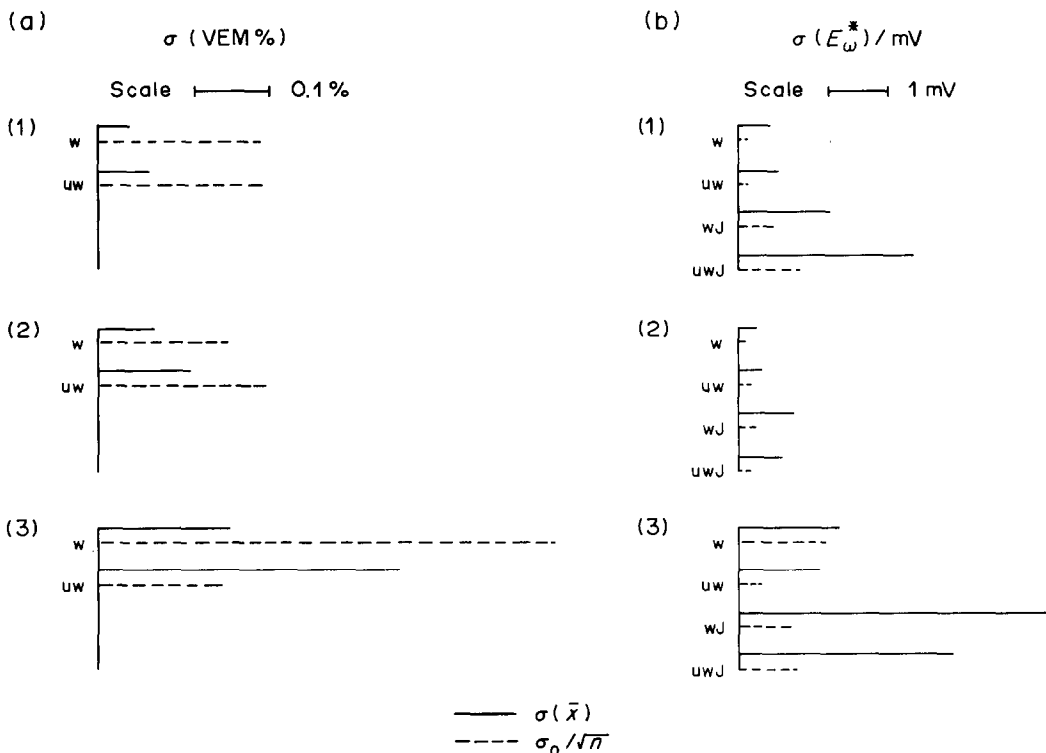 (a)
σ (VEM %)
Scale 0.1 %
(1)
w
uw
(2)
w
uw
(3)
w
uw
(b)
σ (E*ω) / mV
Scale 1 mV
(1)
w
uw
wJ
uwJ
(2)
w
uw
wJ
uwJ
(3)
w
uw
wJ
uwJ
σ(x̄)
σ₀/√n